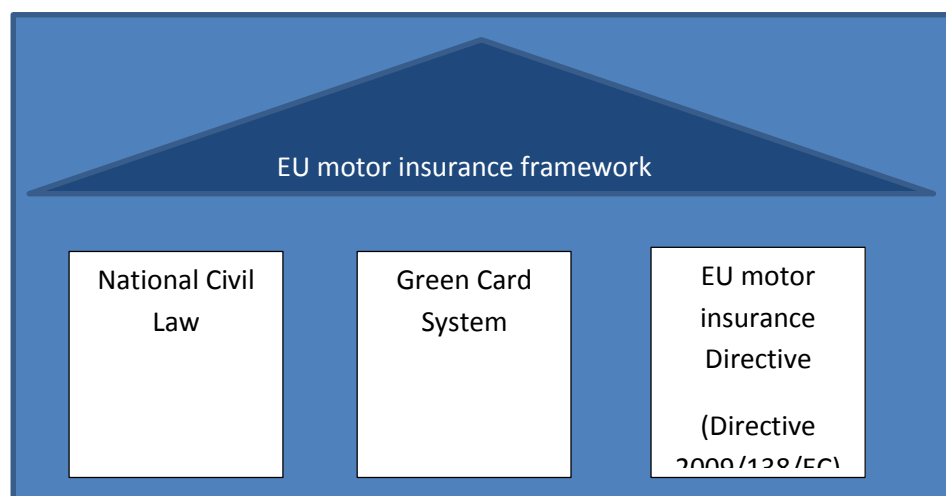 EU motor insurance framework
National Civil
Law
Green Card
System
EU motor
insurance
Directive
(Directive
2009/138/EC)